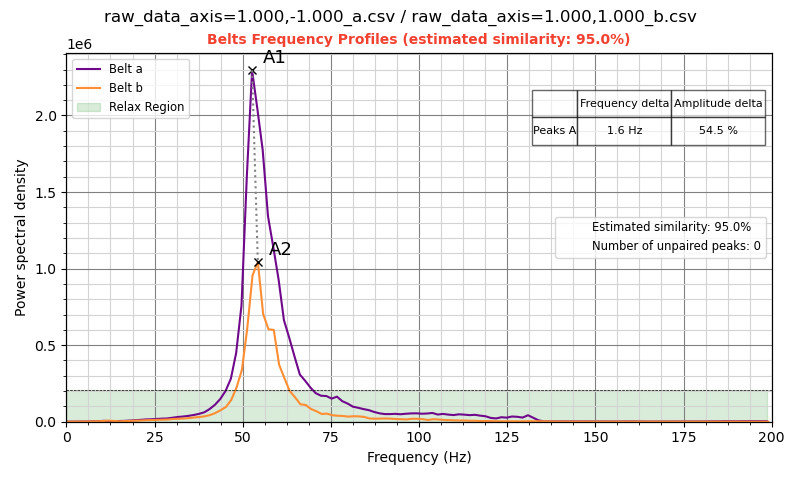 raw_data_axis=1.000,-1.000_a.csv / raw_data_axis=1.000,1.000_b.csv
Belts Frequency Profiles (estimated similarity: 95.0%)
1e6
A1
Belt a
Belt b
Relax Region
Frequency delta Amplitude delta
Peaks A 1.6 Hz 54.5 %
Estimated similarity: 95.0%
Number of unpaired peaks: 0
A2
Power spectral density
2.0
1.5
1.0
0.5
0.0
0 25 50 75 100 125 150 175 200
Frequency (Hz)